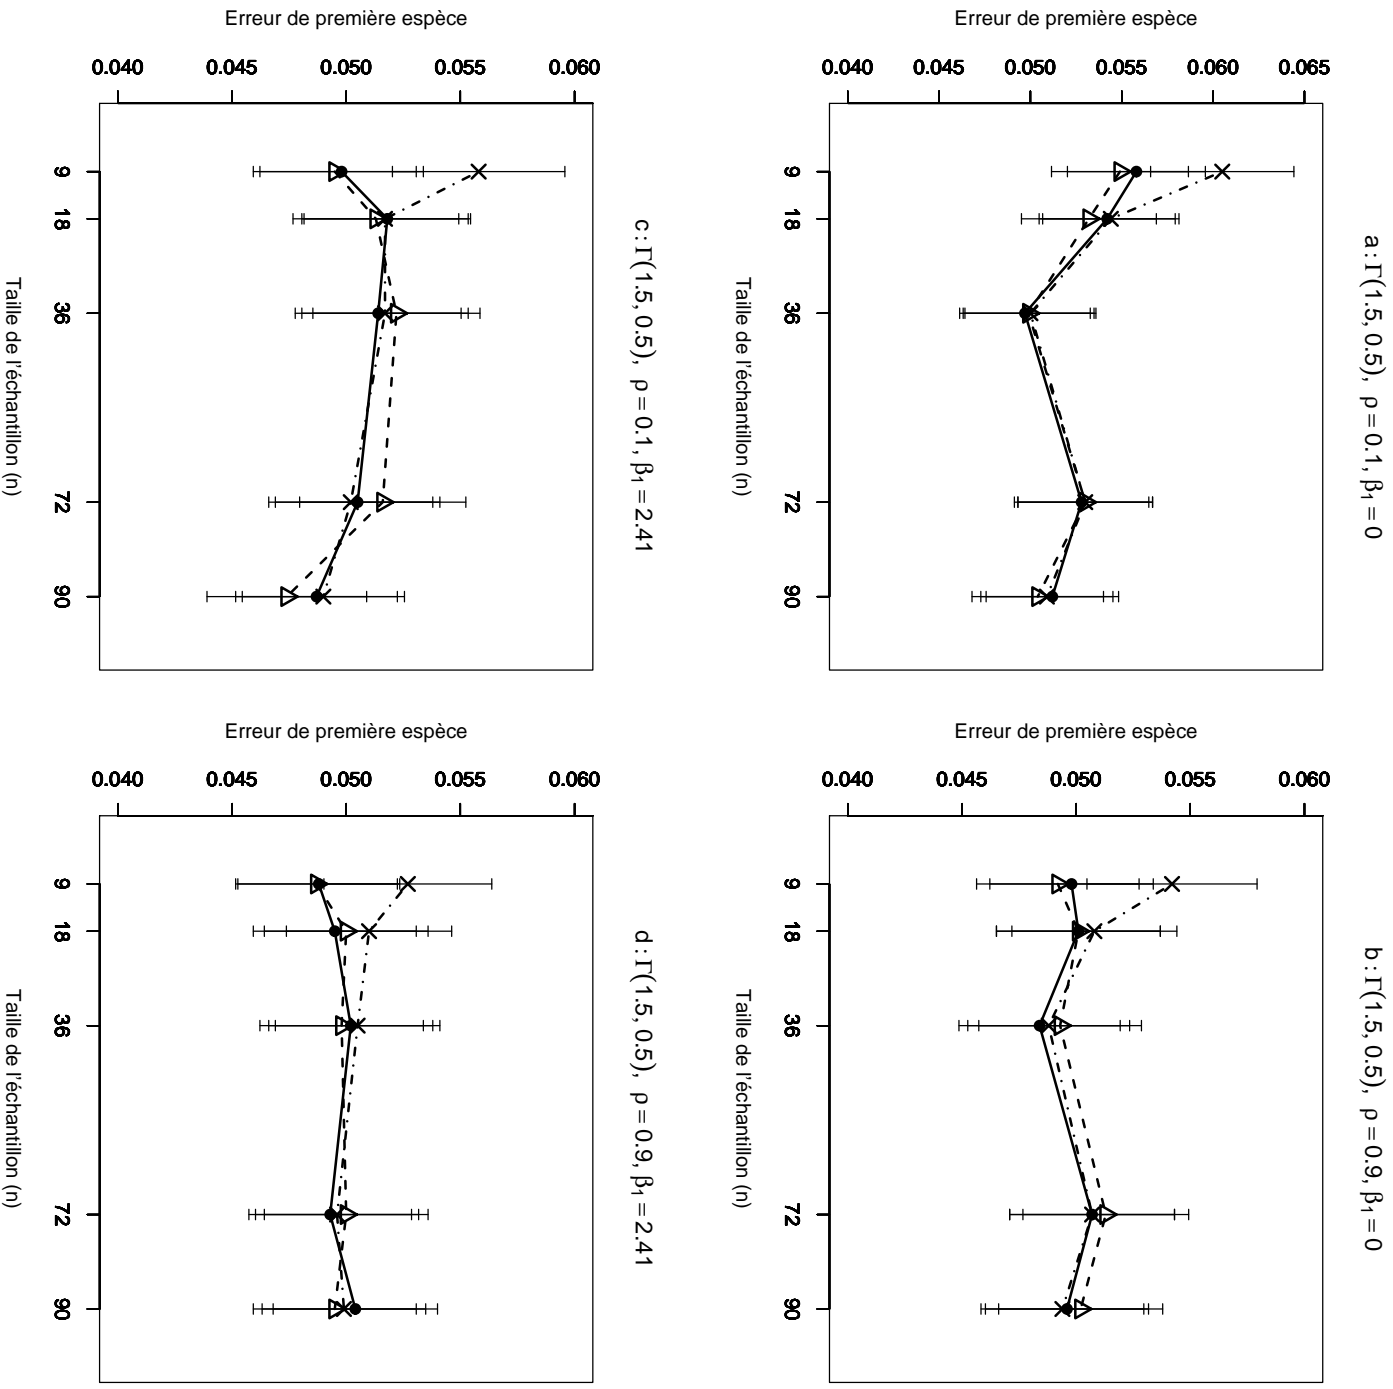 a : Γ(1.5, 0.5), ρ = 0.1, β₁ = 0
Erreur de première espèce
0.040 0.045 0.050 0.055 0.060 0.065
9 18 36 72 90
Taille de l'échantillon (n)
b : Γ(1.5, 0.5), ρ = 0.9, β₁ = 0
Erreur de première espèce
0.040 0.045 0.050 0.055 0.060
9 18 36 72 90
Taille de l'échantillon (n)
c : Γ(1.5, 0.5), ρ = 0.1, β₁ = 2.41
Erreur de première espèce
0.040 0.045 0.050 0.055 0.060
9 18 36 72 90
Taille de l'échantillon (n)
d : Γ(1.5, 0.5), ρ = 0.9, β₁ = 2.41
Erreur de première espèce
0.040 0.045 0.050 0.055 0.060
9 18 36 72 90
Taille de l'échantillon (n)